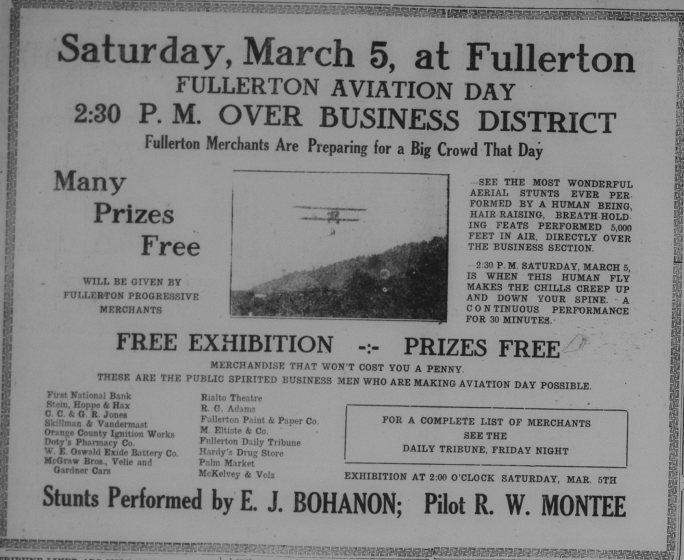 Saturday, March 5, at Fullerton
FULLERTON AVIATION DAY
2:30 P. M. OVER BUSINESS DISTRICT
Fullerton Merchants Are Preparing for a Big Crowd That Day
Many
Prizes
Free
WILL BE GIVEN BY
FULLERTON PROGRESSIVE
MERCHANTS
SEE THE MOST WONDERFUL
AERIAL STUNTS EVER PER-
FORMED BY A HUMAN BEING,
HAIR-RAISING, BREATH-HOLD-
ING FEATS PERFORMED 5,000
FEET IN AIR, DIRECTLY OVER
THE BUSINESS SECTION.
2:30 P. M. SATURDAY, MARCH 5,
IS WHEN THIS HUMAN FLY
MAKES THE CHILLS CREEP UP
AND DOWN YOUR SPINE. A
CONTINUOUS PERFORMANCE
FOR 30 MINUTES.
FREE EXHIBITION -:- PRIZES FREE
MERCHANDISE THAT WON'T COST YOU A PENNY.
THESE ARE THE PUBLIC SPIRITED BUSINESS MEN WHO ARE MAKING AVIATION DAY POSSIBLE.
First National Bank
Stein, Hoppe & Hax
C. C. & G. R. Jones
Skillman & Vandermast
Orange County Ignition Works
Doty's Pharmacy Co.
W. E. Oswald Exide Battery Co.
McGraw Bros., Velie and
Gardner Cars
Rialto Theatre
R. G. Adams
Fullerton Paint & Paper Co.
M. Eltiste & Co.
Fullerton Daily Tribune
Hardy's Drug Store
Palm Market
McKelvey & Volz
FOR A COMPLETE LIST OF MERCHANTS
SEE THE
DAILY TRIBUNE, FRIDAY NIGHT
EXHIBITION AT 2:00 O'CLOCK SATURDAY, MAR. 5TH
Stunts Performed by E. J. BOHANON; Pilot R. W. MONTEE